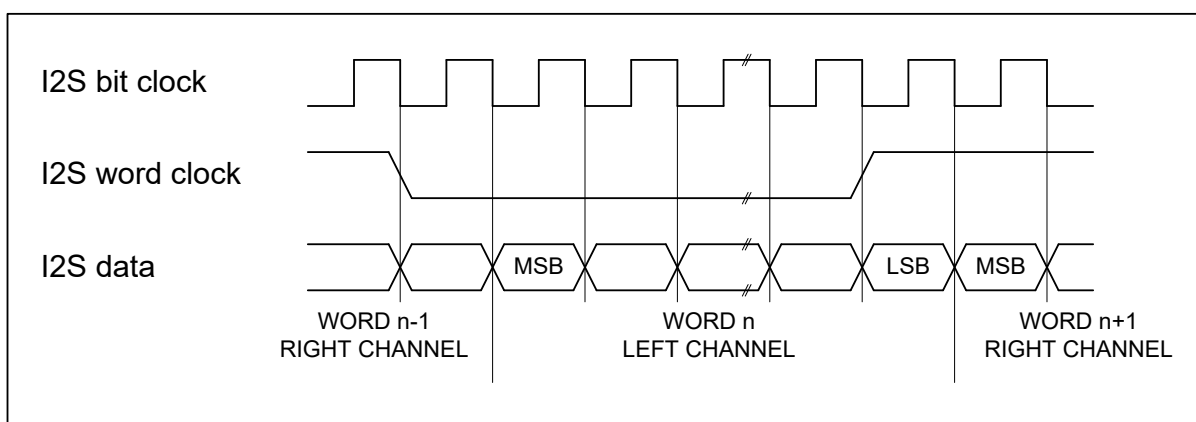 I2S bit clock
I2S word clock
I2S data
MSB
LSB
MSB
WORD n-1
RIGHT CHANNEL
WORD n
LEFT CHANNEL
WORD n+1
RIGHT CHANNEL